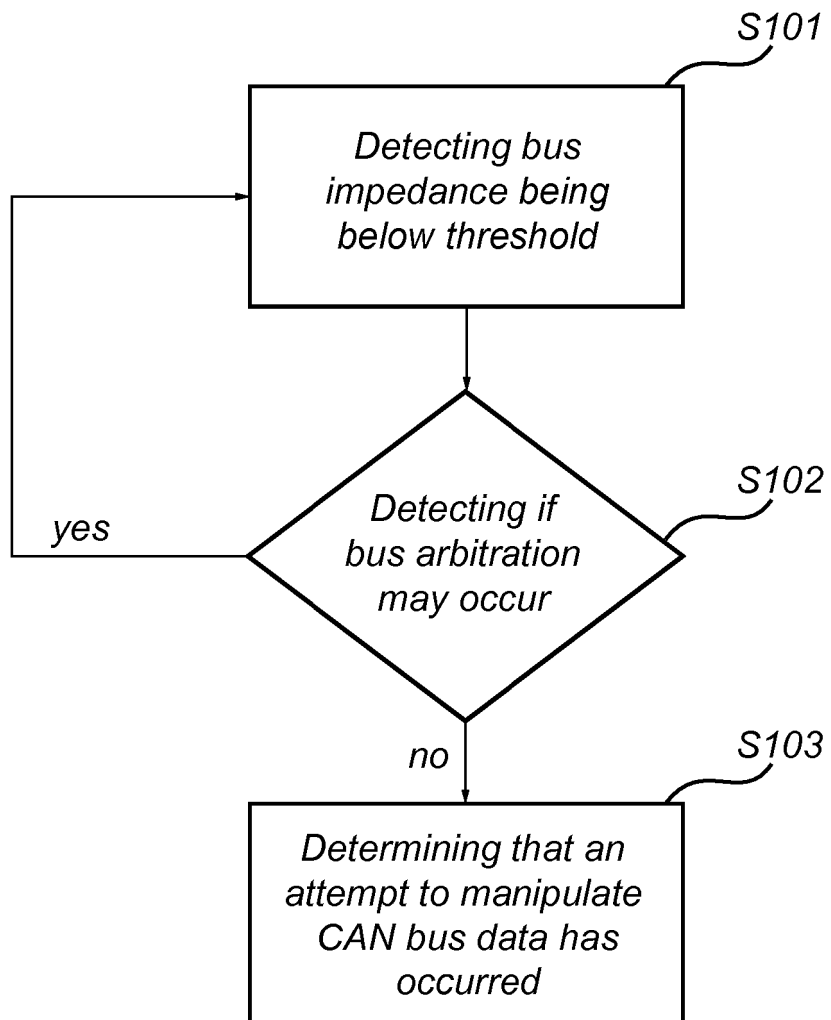 S101
Detecting bus
impedance being
below threshold
S102
Detecting if
bus arbitration
may occur
yes
no
S103
Determining that an
attempt to manipulate
CAN bus data has
occurred